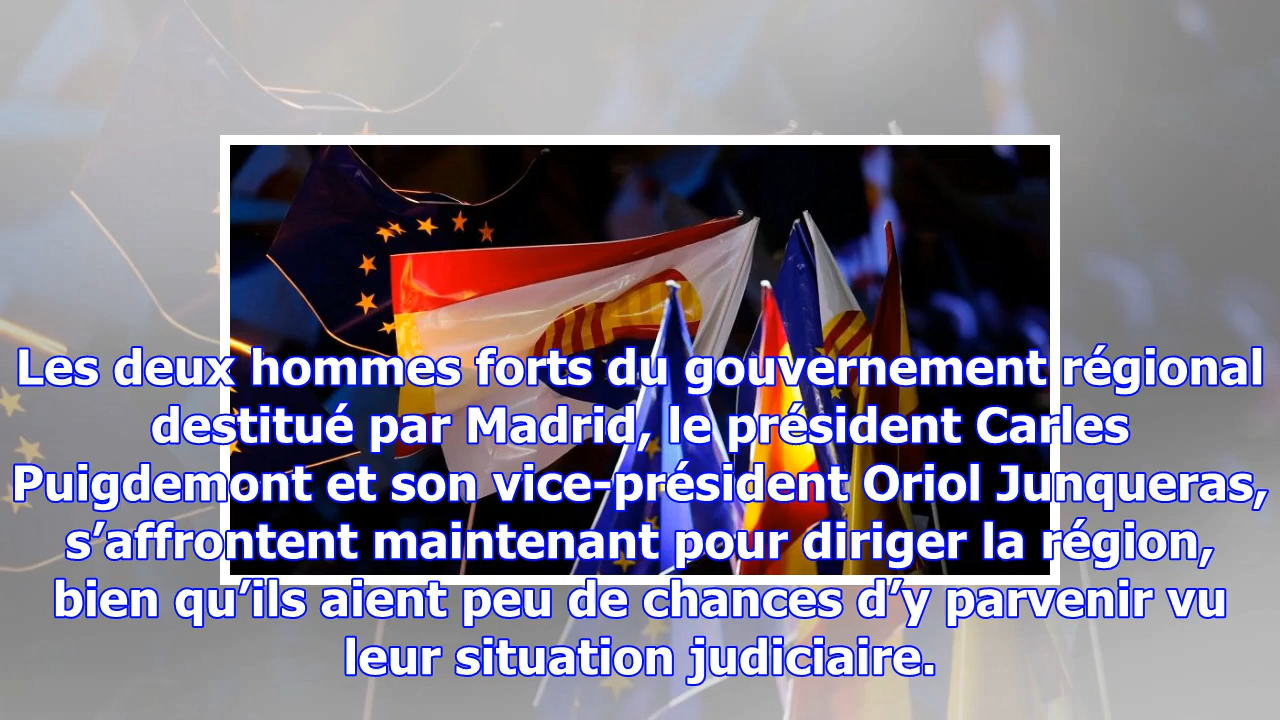 Les deux hommes forts du gouvernement régional
destitué par Madrid, le président Carles
Puigdemont et son vice-président Oriol Junqueras,
s’affrontent maintenant pour diriger la région,
bien qu’ils aient peu de chances d’y parvenir vu
leur situation judiciaire.